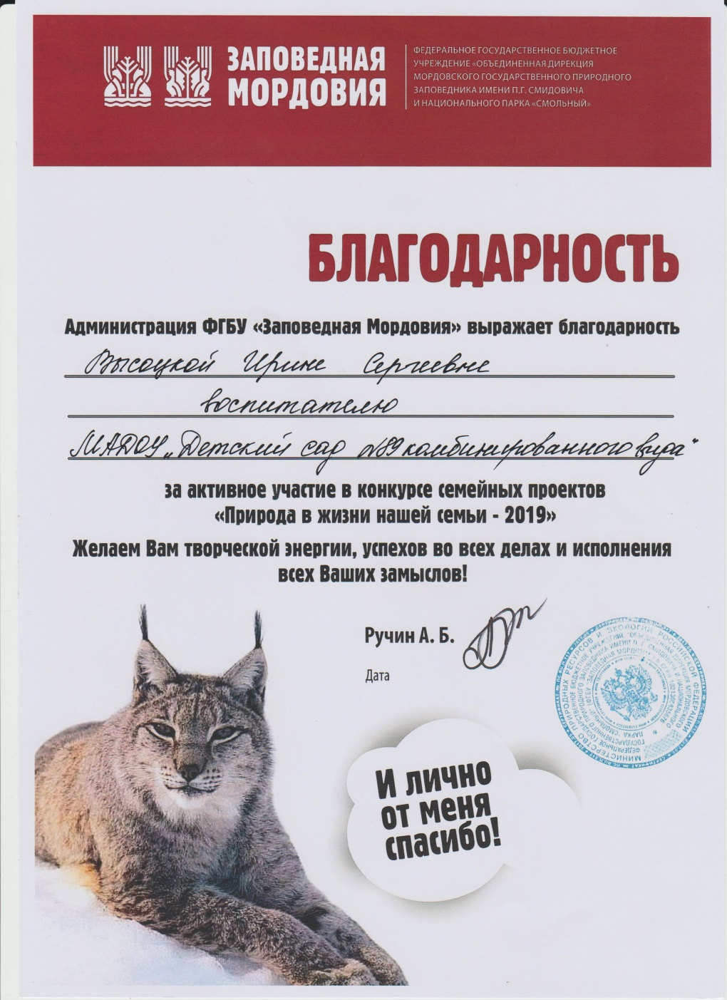 ЗАПОВЕДНАЯ
МОРДОВИЯ
ФЕДЕРАЛЬНОЕ ГОСУДАРСТВЕННОЕ БЮДЖЕТНОЕ
УЧРЕЖДЕНИЕ «ОБЪЕДИНЕННАЯ ДИРЕКЦИЯ
МОРДОВСКОГО ГОСУДАРСТВЕННОГО ПРИРОДНОГО
ЗАПОВЕДНИКА ИМЕНИ П.Г. СМИДОВИЧА
И НАЦИОНАЛЬНОГО ПАРКА «СМОЛЬНЫЙ»
БЛАГОДАРНОСТЬ
Администрация ФГБУ «Заповедная Мордовия» выражает благодарность
Высоцкой Ирине Сергеевне
воспитателю
МАДОУ „Детский сад №89 комбинированного вида"
за активное участие в конкурсе семейных проектов
«Природа в жизни нашей семьи - 2019»
Желаем Вам творческой энергии, успехов во всех делах и исполнения
всех Ваших замыслов!
Ручин А. Б.
Дата
МИНИСТЕРСТВО ПРИРОДНЫХ РЕСУРСОВ И ЭКОЛОГИИ РОССИЙСКОЙ ФЕДЕРАЦИИ
И лично
от меня
спасибо!